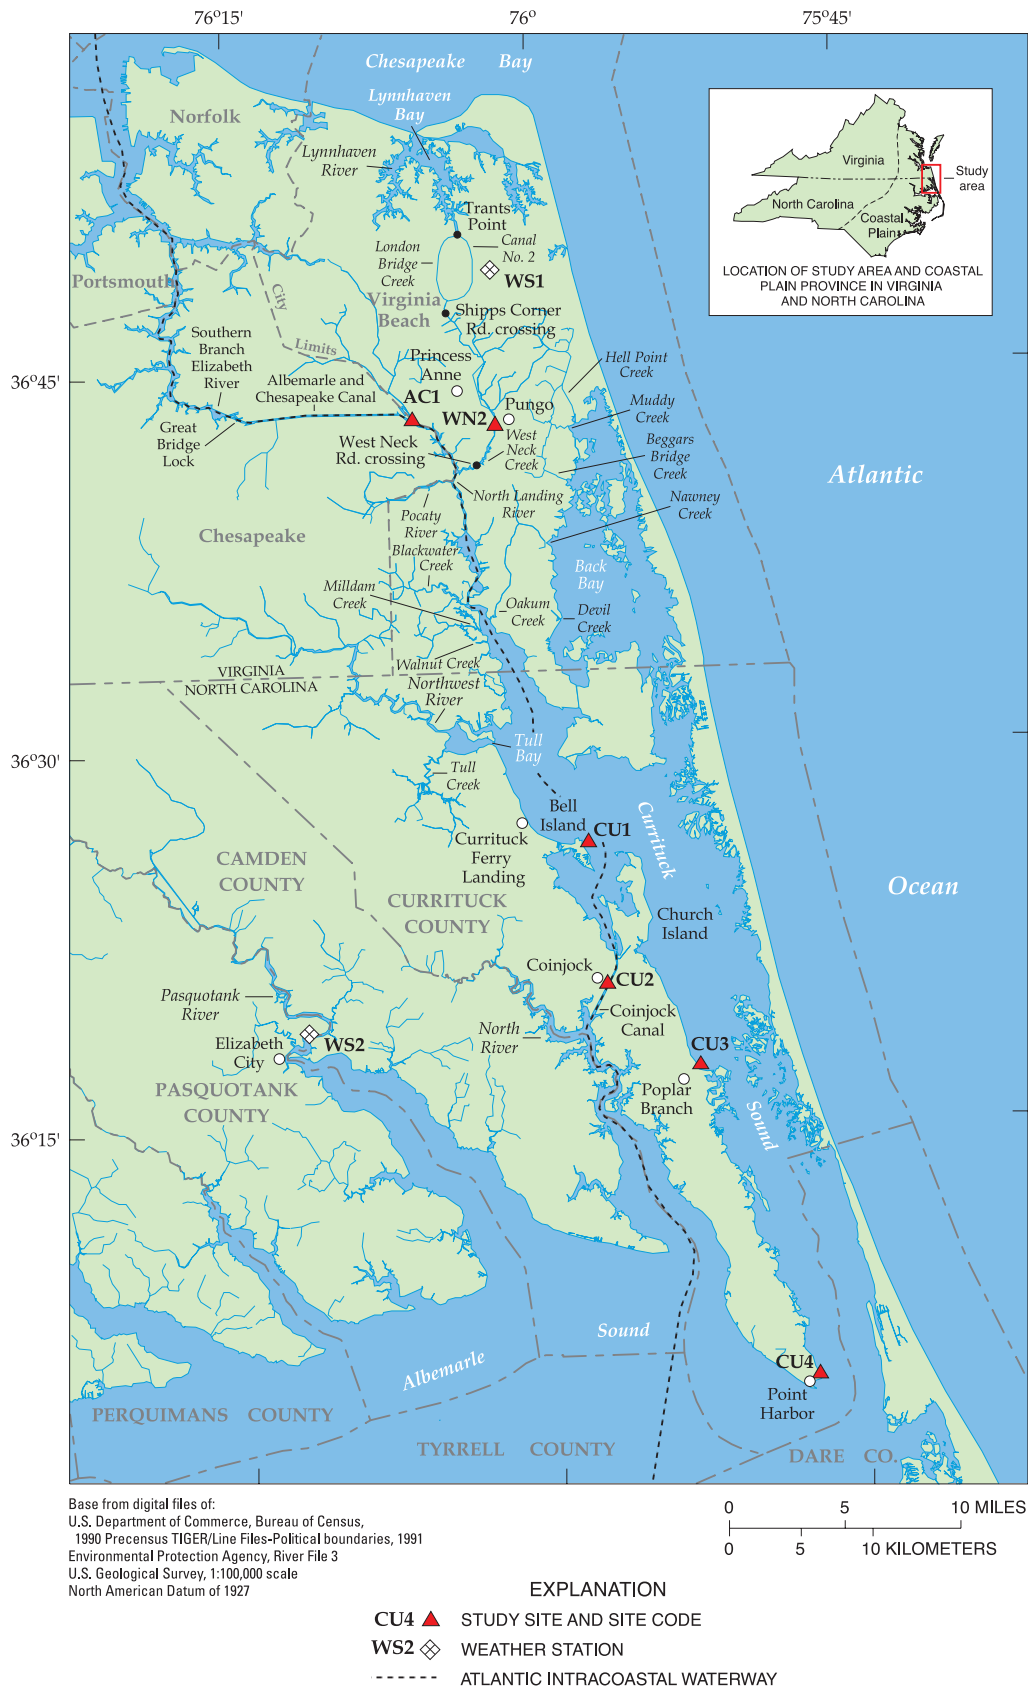 76°15'
76°
75°45'
Chesapeake Bay
Lynnhaven
Bay
Norfolk
Lynnhaven
River
Trants
Point
London
Bridge
Creek
Canal
No. 2
WS1
Portsmouth
City
Limits
Virginia
Beach
Shipps Corner
Rd. crossing
Virginia
North Carolina
Coastal
Plain
Study
area
LOCATION OF STUDY AREA AND COASTAL
PLAIN PROVINCE IN VIRGINIA
AND NORTH CAROLINA
Southern
Branch
Elizabeth
River
Princess
Anne
Hell Point
Creek
36°45'
Albemarle and
Chesapeake Canal
AC1
WN2
Pungo
Muddy
Creek
Great
Bridge
Lock
West Neck
Rd. crossing
West
Neck
Creek
Beggars
Bridge
Creek
Atlantic
North Landing
River
Nawney
Creek
Pocaty
River
Chesapeake
Blackwater
Creek
Back
Bay
Milldam
Creek
Oakum
Creek
Devil
Creek
Walnut Creek
VIRGINIA
NORTH CAROLINA
Northwest
River
Tull
Bay
36°30'
Tull
Creek
Bell
Island
CU1
Currituck
Currituck
Ferry
Landing
CAMDEN
COUNTY
CURRITUCK
COUNTY
Ocean
Church
Island
Coinjock
CU2
Pasquotank
River
Coinjock
Canal
North
River
Elizabeth
City
WS2
CU3
PASQUOTANK
COUNTY
Poplar
Branch
Sound
36°15'
Sound
Albemarle
CU4
Point
Harbor
PERQUIMANS COUNTY
TYRRELL COUNTY
DARE CO.
Base from digital files of:
U.S. Department of Commerce, Bureau of Census,
1990 Precensus TIGER/Line Files-Political boundaries, 1991
Environmental Protection Agency, River File 3
U.S. Geological Survey, 1:100,000 scale
North American Datum of 1927
0 5 10 MILES
0 5 10 KILOMETERS
EXPLANATION
CU4 STUDY SITE AND SITE CODE
WS2 WEATHER STATION
ATLANTIC INTRACOASTAL WATERWAY